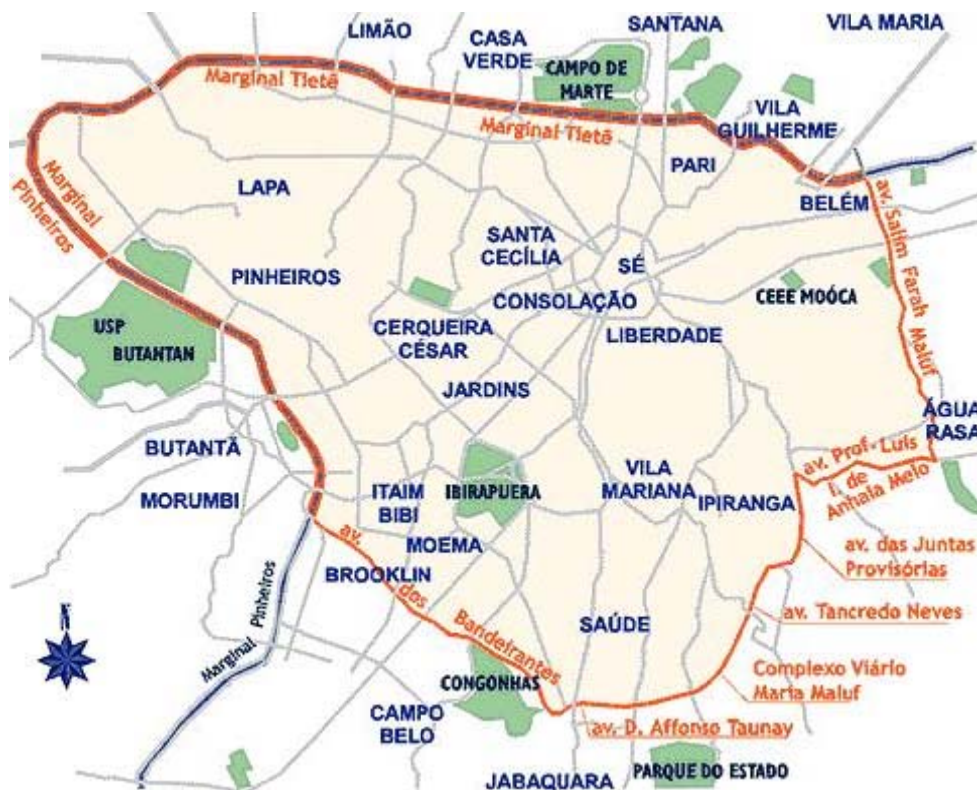 LIMÃO
CASA
VERDE
SANTANA
VILA MARIA
CAMPO DE
MARTE
Marginal Tietê
Marginal Tietê
VILA
GUILHERME
PARI
Marginal
Pinheiros
LAPA
BELÉM
av. Salim Farah Maluf
SANTA
CECÍLIA
SÉ
PINHEIROS
CONSOLAÇÃO
CEEE MOÓCA
USP
BUTANTAN
CERQUEIRA
CÉSAR
LIBERDADE
JARDINS
ÁGUA
RASA
BUTANTÃ
av. Prof. Luis
I. de
Anhaia Melo
MORUMBI
ITAIM
BIBI
IBIRAPUERA
VILA
MARIANA
IPIRANGA
av. dos Bandeirantes
MOEMA
av. das Juntas
Provisórias
BROOKLIN
Marginal Pinheiros
N
SAÚDE
av. Tancredo Neves
Complexo Viário
Maria Maluf
CONGONHAS
CAMPO
BELO
av. D. Affonso Taunay
JABAQUARA
PARQUE DO ESTADO